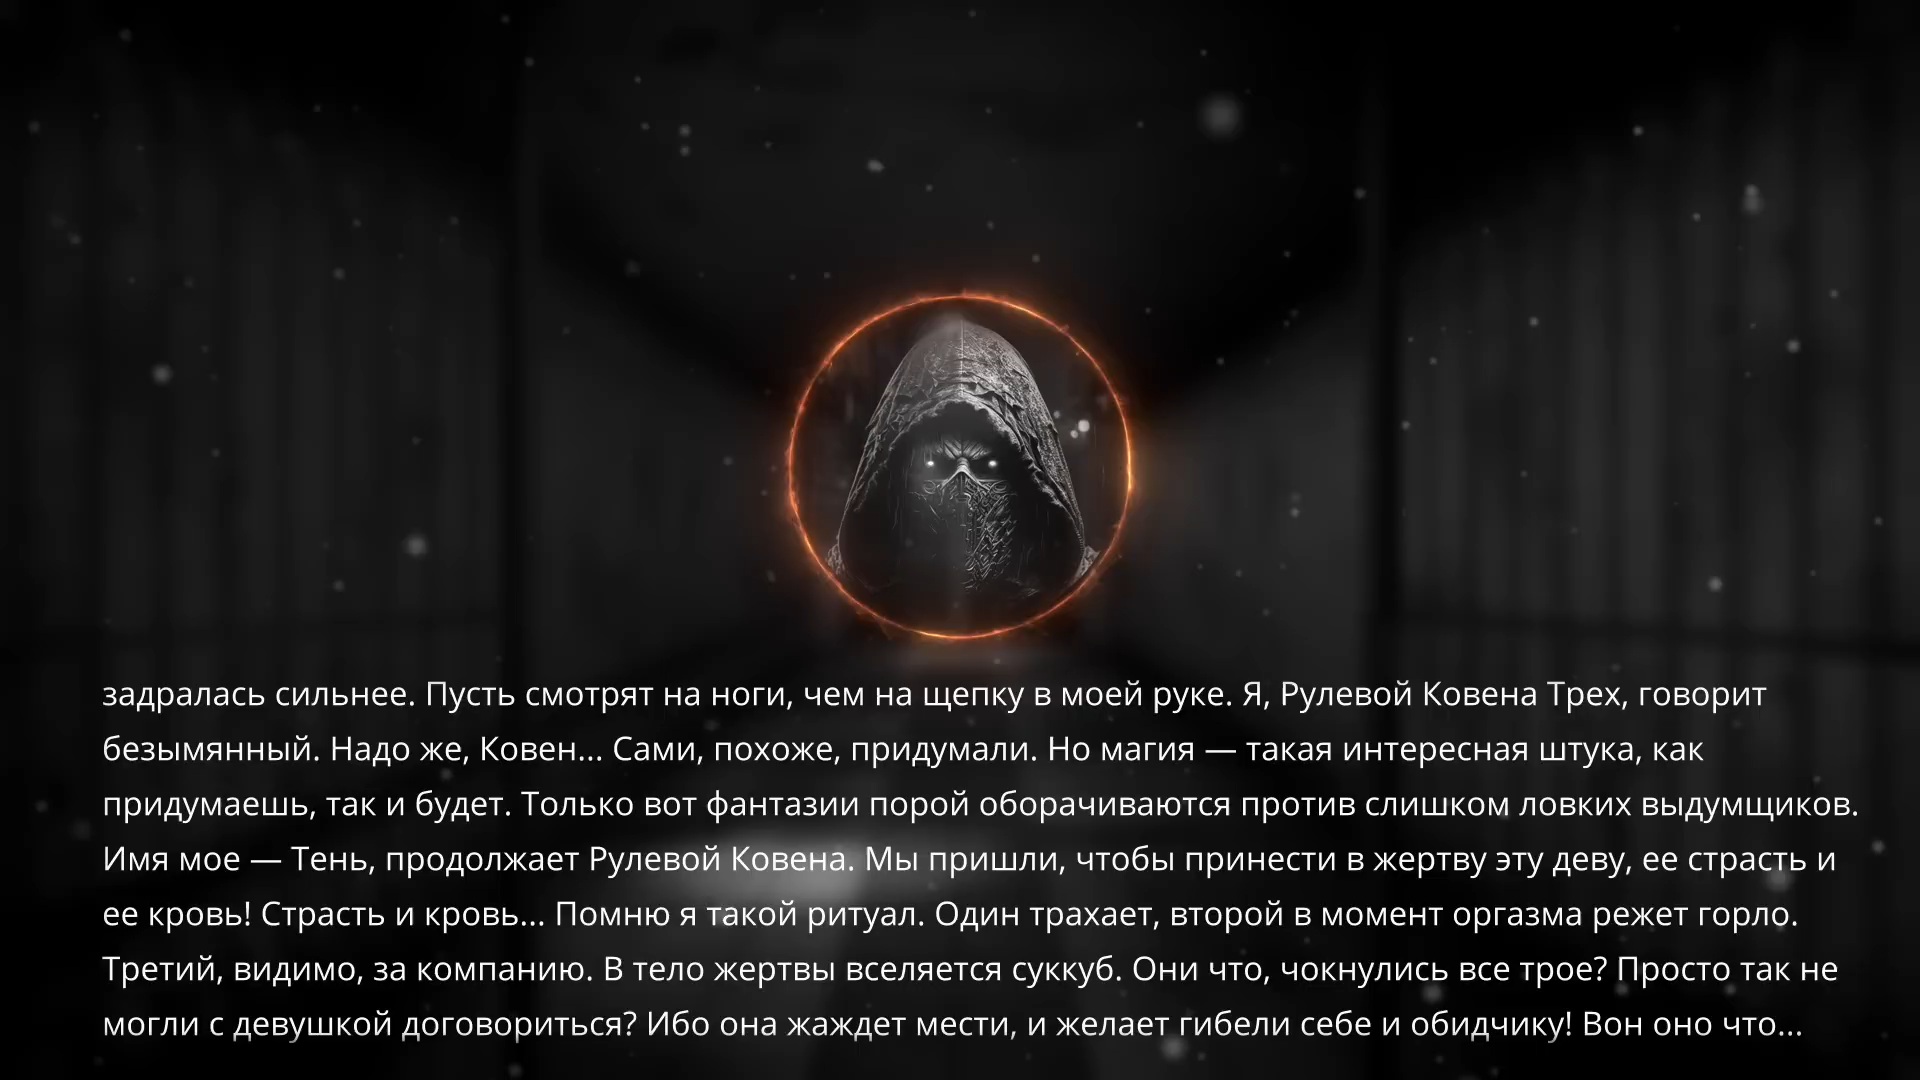 задралась сильнее. Пусть смотрят на ноги, чем на щепку в моей руке. Я, Рулевой Ковена Трех, говорит
безымянный. Надо же, Ковен... Сами, похоже, придумали. Но магия — такая интересная штука, как
придумаешь, так и будет. Только вот фантазии порой оборачиваются против слишком ловких выдумщиков.
Имя мое — Тень, продолжает Рулевой Ковена. Мы пришли, чтобы принести в жертву эту деву, ее страсть и
ее кровь! Страсть и кровь... Помню я такой ритуал. Один трахает, второй в момент оргазма режет горло.
Третий, видимо, за компанию. В тело жертвы вселяется суккуб. Они что, чокнулись все трое? Просто так не
могли с девушкой договориться? Ибо она жаждет мести, и желает гибели себе и обидчику! Вон оно что...